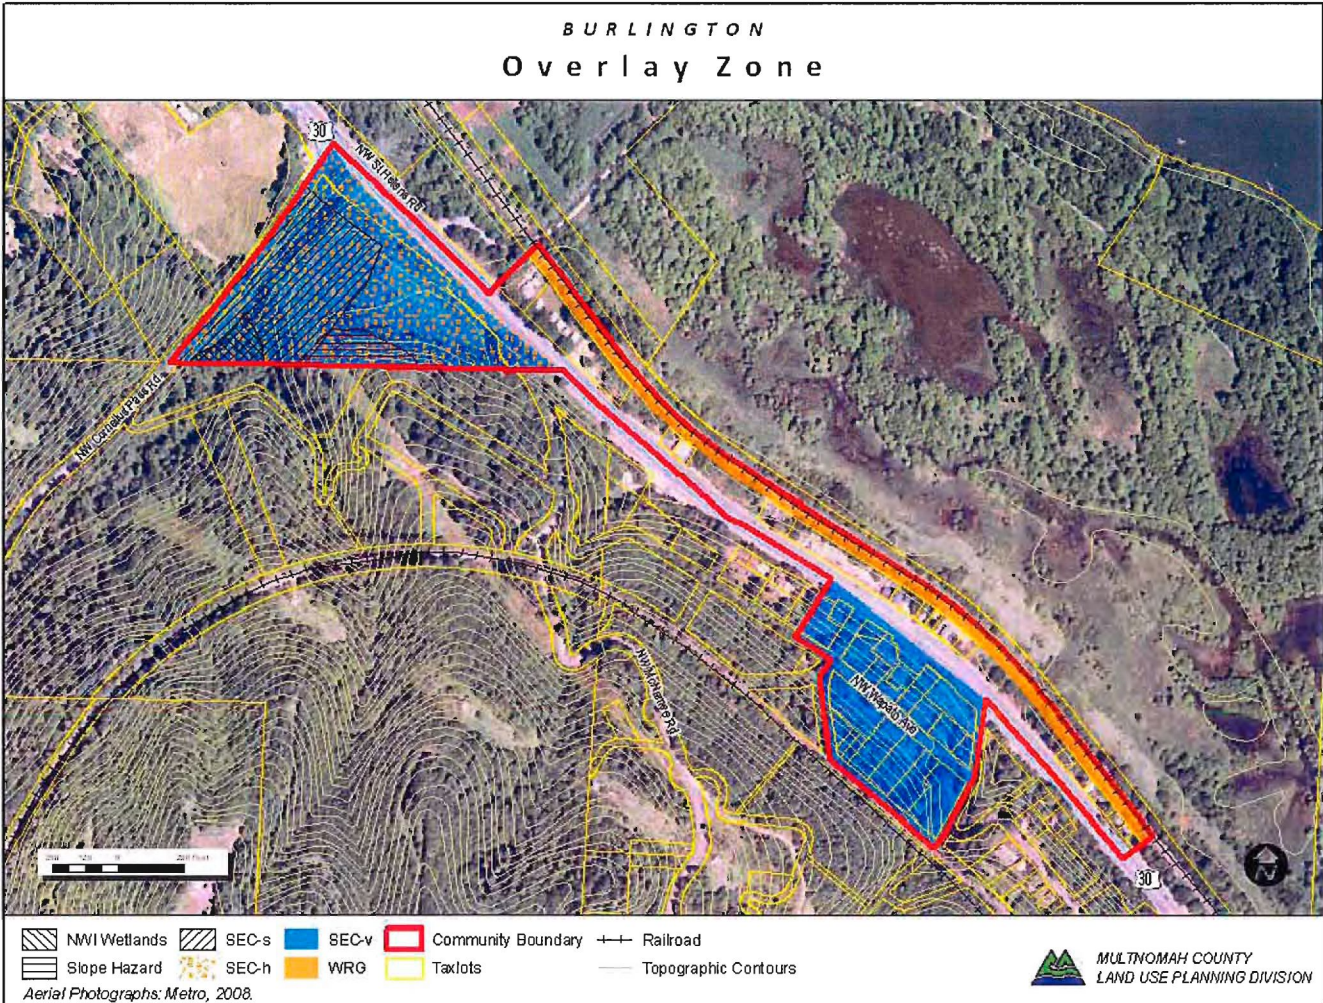 BURLINGTON
Overlay Zone
30
NW St Helens Rd
NW Cornelius Pass Rd
NW McNamee Rd
NW Wapato Ave
30
N
NWI Wetlands
SEC-s
SEC-v
Community Boundary
Railroad
Slope Hazard
SEC-h
WRG
Taxlots
Topographic Contours
Aerial Photographs: Metro, 2008.
MULTNOMAH COUNTY
LAND USE PLANNING DIVISION